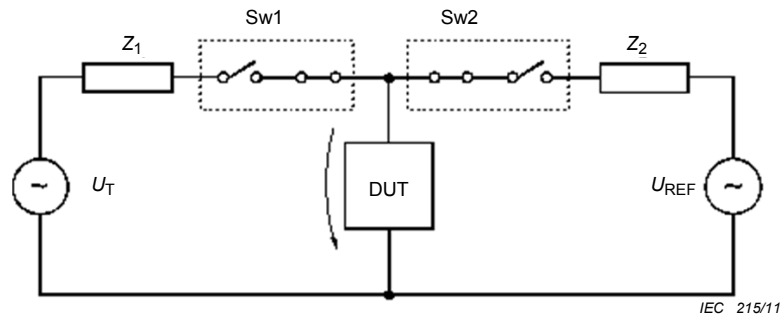 Sw1
Sw2
Z1
Z2
~
UT
DUT
UREF
~
IEC 215/11